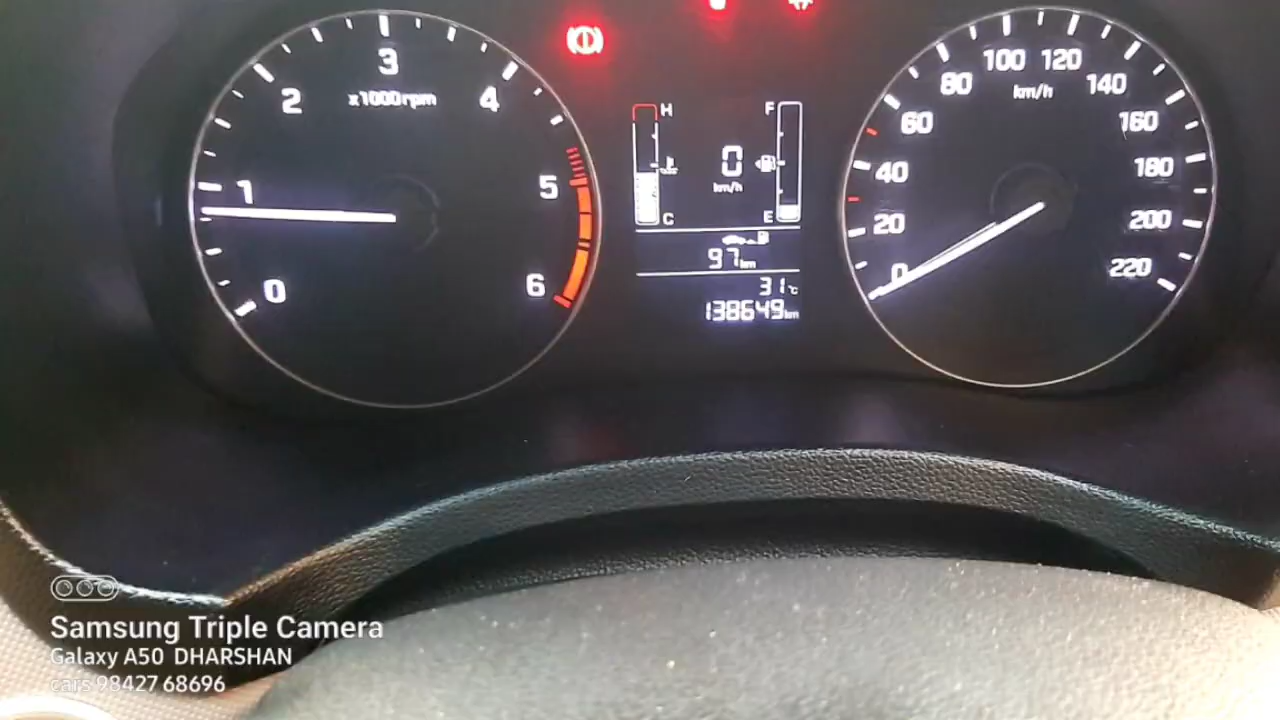 0
1
2
3
4
5
6
x1000rpm
H
C
0
km/h
F
E
97km
31°c
138649km
0
20
40
60
80
100
120
140
160
180
200
220
km/h
Samsung Triple Camera
Galaxy A50 DHARSHAN
cars 98427 68696